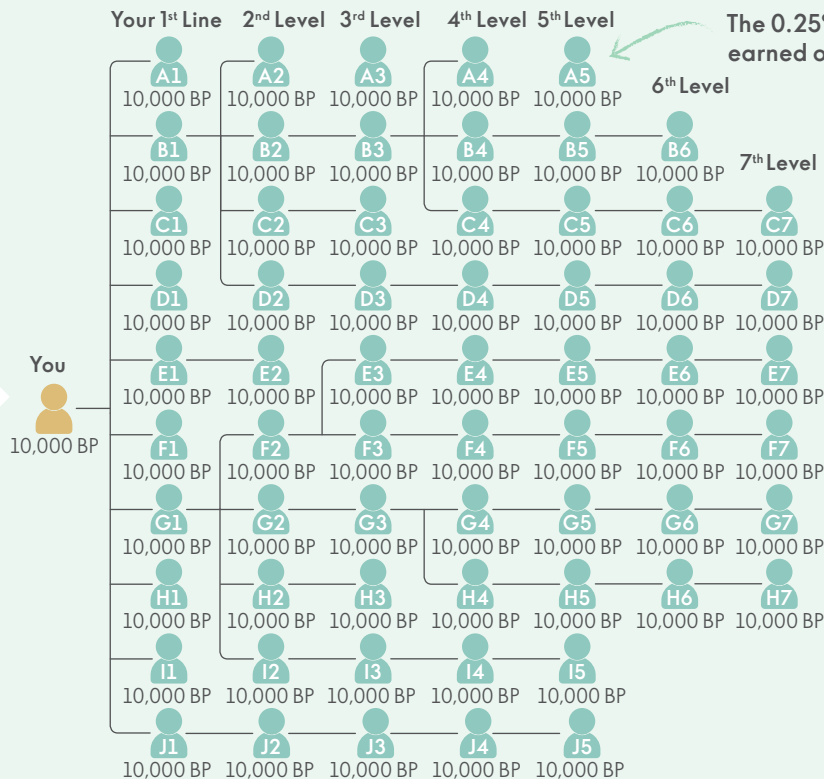 Your 1st Line 2nd Level 3rd Level 4th Level 5th Level
The 0.25%
earned o
A1 A2 A3 A4 A5
10,000 BP 10,000 BP 10,000 BP 10,000 BP 10,000 BP
6th Level
B1 B2 B3 B4 B5 B6
10,000 BP 10,000 BP 10,000 BP 10,000 BP 10,000 BP 10,000 BP
7th Level
C1 C2 C3 C4 C5 C6 C7
10,000 BP 10,000 BP 10,000 BP 10,000 BP 10,000 BP 10,000 BP 10,000 BP
D1 D2 D3 D4 D5 D6 D7
10,000 BP 10,000 BP 10,000 BP 10,000 BP 10,000 BP 10,000 BP 10,000 BP
You
E1 E2 E3 E4 E5 E6 E7
10,000 BP 10,000 BP 10,000 BP 10,000 BP 10,000 BP 10,000 BP 10,000 BP
10,000 BP
F1 F2 F3 F4 F5 F6 F7
10,000 BP 10,000 BP 10,000 BP 10,000 BP 10,000 BP 10,000 BP 10,000 BP
G1 G2 G3 G4 G5 G6 G7
10,000 BP 10,000 BP 10,000 BP 10,000 BP 10,000 BP 10,000 BP 10,000 BP
H1 H2 H3 H4 H5 H6 H7
10,000 BP 10,000 BP 10,000 BP 10,000 BP 10,000 BP 10,000 BP 10,000 BP
I1 I2 I3 I4 I5
10,000 BP 10,000 BP 10,000 BP 10,000 BP 10,000 BP
J1 J2 J3 J4 J5
10,000 BP 10,000 BP 10,000 BP 10,000 BP 10,000 BP